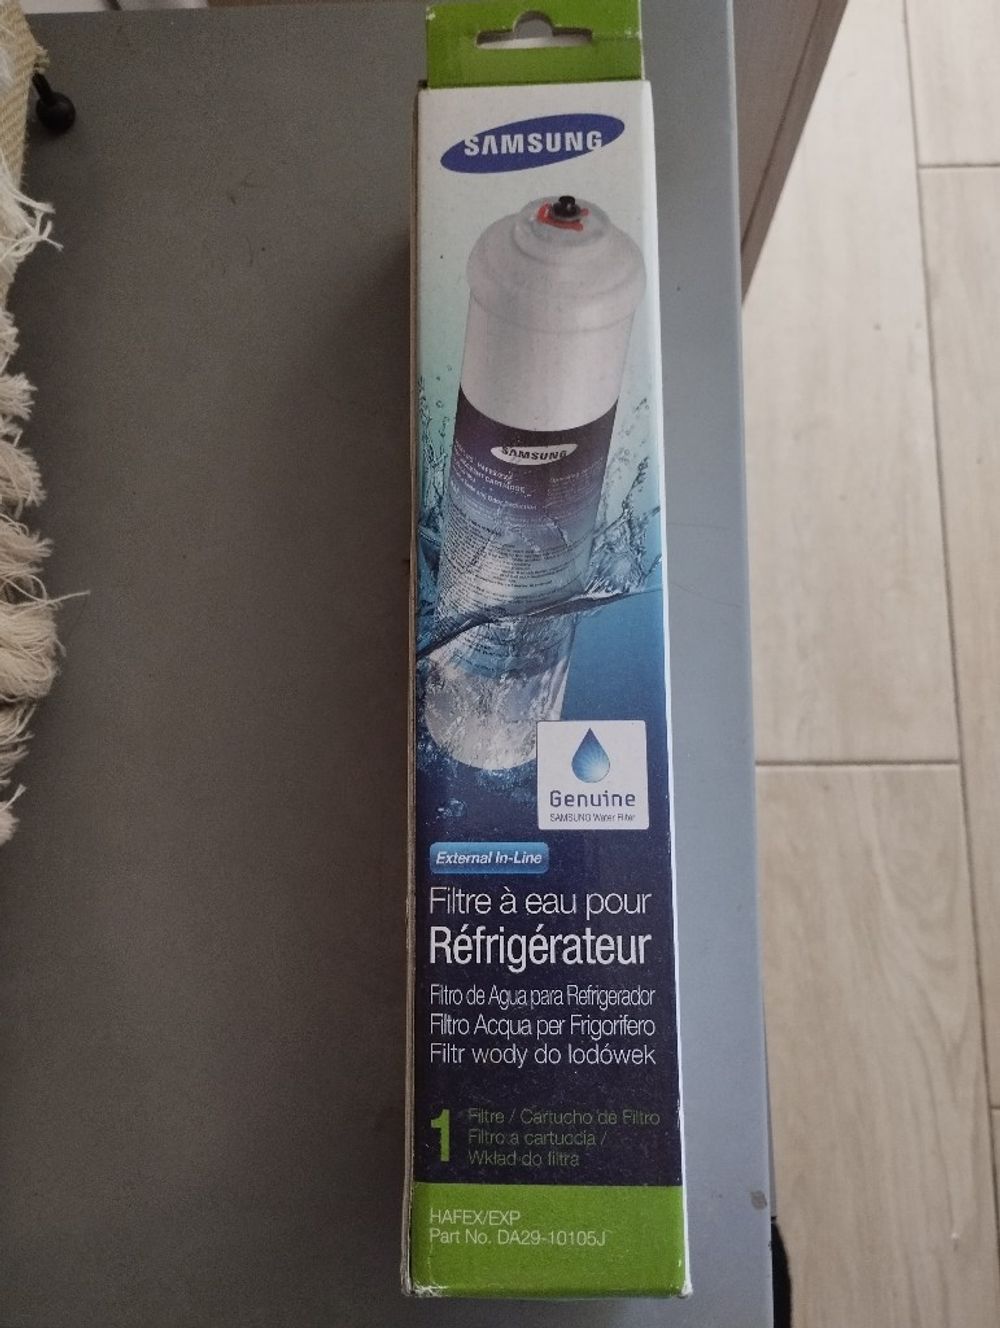 SAMSUNG
SAMSUNG
Genuine
SAMSUNG Water Filter
External In-Line
Filtre à eau pour
Réfrigérateur
Filtro de Agua para Refrigerador
Filtro Acqua per Frigorifero
Filtr wody do lodówek
1
Filtre / Cartucho de Filtro
Filtro a cartuccia /
Wkład do filtra
HAFEX/EXP
Part No. DA29-10105J